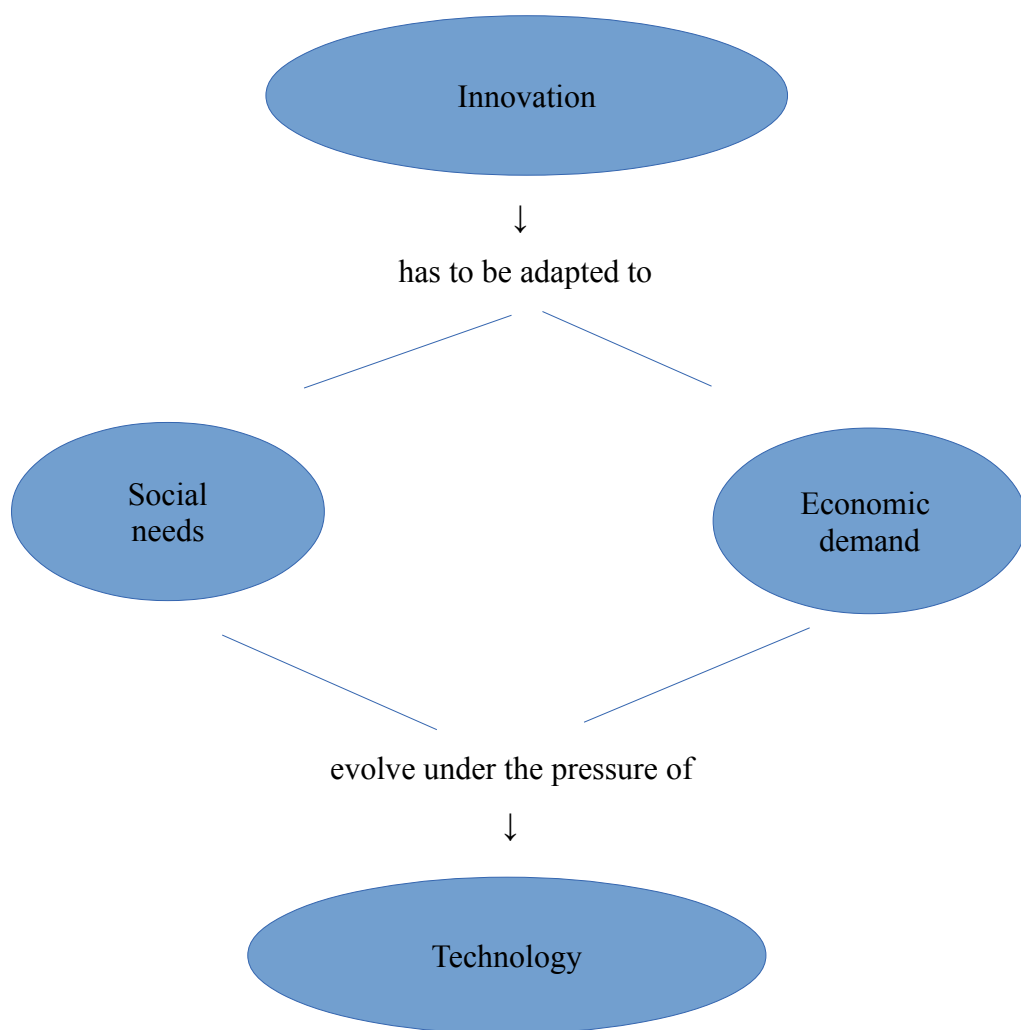 Innovation
↓
has to be adapted to
Social
needs
Economic
demand
evolve under the pressure of
↓
Technology